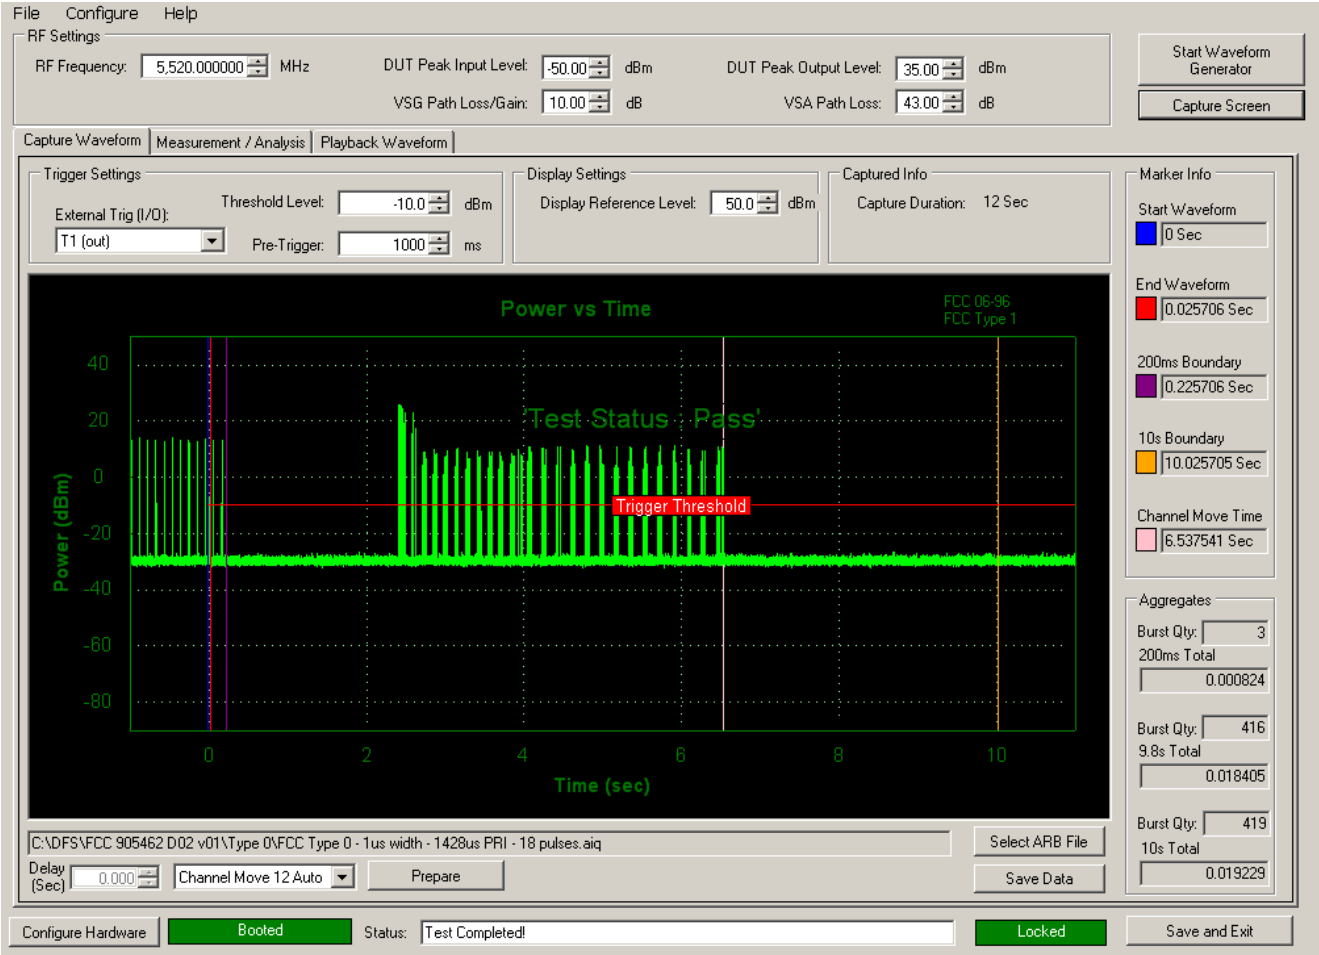 File Configure Help
RF Settings
RF Frequency: 5,520.000000 MHz
DUT Peak Input Level: -50.00 dBm
DUT Peak Output Level: 35.00 dBm
VSG Path Loss/Gain: 10.00 dB
VSA Path Loss: 43.00 dB
Start Waveform
Generator
Capture Screen
Capture Waveform Measurement / Analysis Playback Waveform
Trigger Settings
External Trig (I/O):
T1 (out)
Threshold Level: -10.0 dBm
Pre-Trigger: 1000 ms
Display Settings
Display Reference Level: 50.0 dBm
Captured Info
Capture Duration: 12 Sec
Marker Info
Start Waveform
0 Sec
End Waveform
0.025706 Sec
200ms Boundary
0.225706 Sec
10s Boundary
10.025705 Sec
Channel Move Time
6.537541 Sec
Power vs Time
FCC 06-96
FCC Type 1
'Test Status : Pass'
Trigger Threshold
Power (dBm)
40
20
0
-20
-40
-60
-80
0 2 4 6 8 10
Time (sec)
Aggregates
Burst Qty: 3
200ms Total
0.000824
Burst Qty: 416
9.8s Total
0.018405
Burst Qty: 419
10s Total
0.019229
C:\DFS\FCC 905462 D02 v01\Type 0\FCC Type 0 - 1us width - 1428us PRI - 18 pulses.aiq
Select ARB File
Delay
(Sec) 0.000
Channel Move 12 Auto
Prepare
Save Data
Configure Hardware
Booted
Status: Test Completed!
Locked
Save and Exit